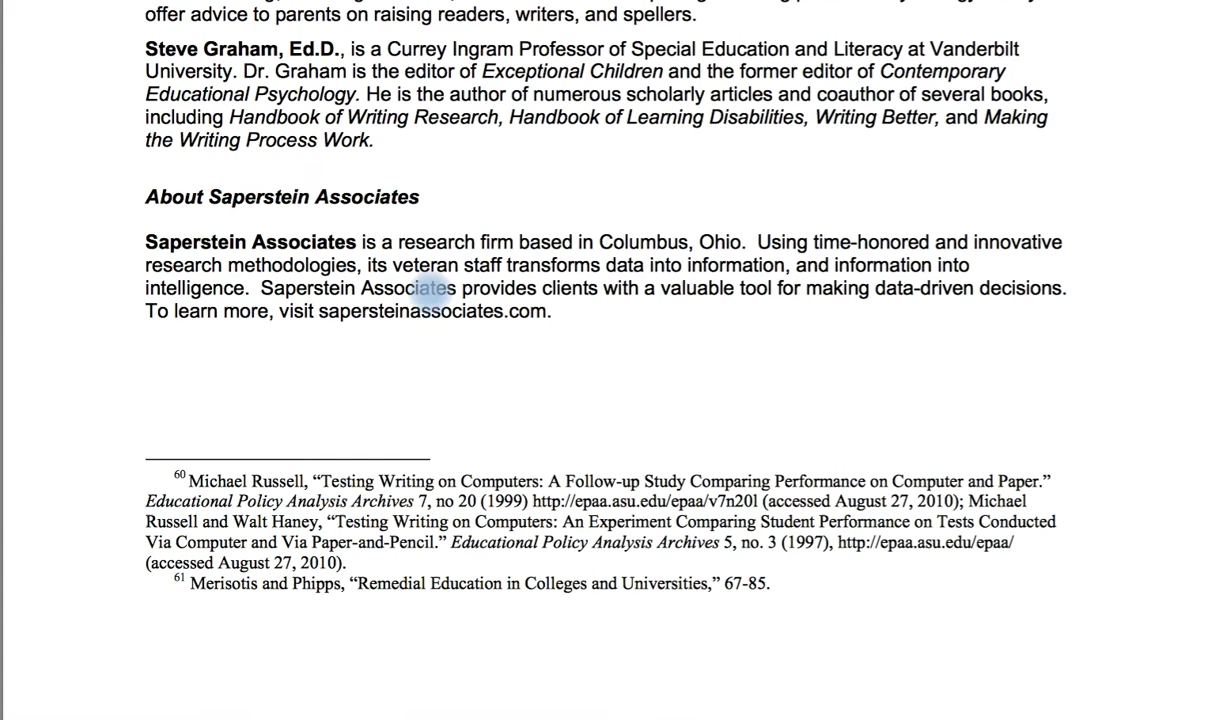 offer advice to parents on raising readers, writers, and spellers.
Steve Graham, Ed.D., is a Currey Ingram Professor of Special Education and Literacy at Vanderbilt
University. Dr. Graham is the editor of Exceptional Children and the former editor of Contemporary
Educational Psychology. He is the author of numerous scholarly articles and coauthor of several books,
including Handbook of Writing Research, Handbook of Learning Disabilities, Writing Better, and Making
the Writing Process Work.
About Saperstein Associates
Saperstein Associates is a research firm based in Columbus, Ohio.  Using time-honored and innovative
research methodologies, its veteran staff transforms data into information, and information into
intelligence.  Saperstein Associates provides clients with a valuable tool for making data-driven decisions.
To learn more, visit sapersteinassociates.com.
60 Michael Russell, “Testing Writing on Computers: A Follow-up Study Comparing Performance on Computer and Paper.”
Educational Policy Analysis Archives 7, no 20 (1999) http://epaa.asu.edu/epaa/v7n20l (accessed August 27, 2010); Michael
Russell and Walt Haney, “Testing Writing on Computers: An Experiment Comparing Student Performance on Tests Conducted
Via Computer and Via Paper-and-Pencil.” Educational Policy Analysis Archives 5, no. 3 (1997), http://epaa.asu.edu/epaa/
(accessed August 27, 2010).
61 Merisotis and Phipps, “Remedial Education in Colleges and Universities,” 67-85.